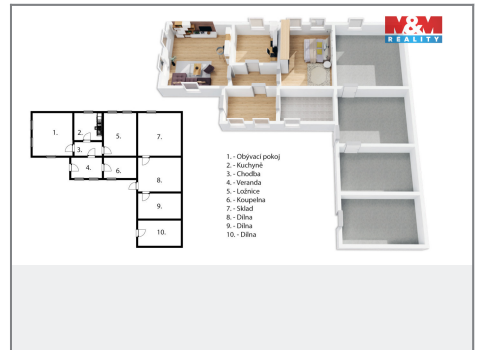 M&M
REALITY
1.
2.
3.
4.
5.
6.
7.
8.
9.
10.
1. - Obývací pokoj
2. - Kuchyně
3. - Chodba
4. - Veranda
5. - Ložnice
6. - Koupelna
7. - Sklad
8. - Dílna
9. - Dílna
10. - Dílna